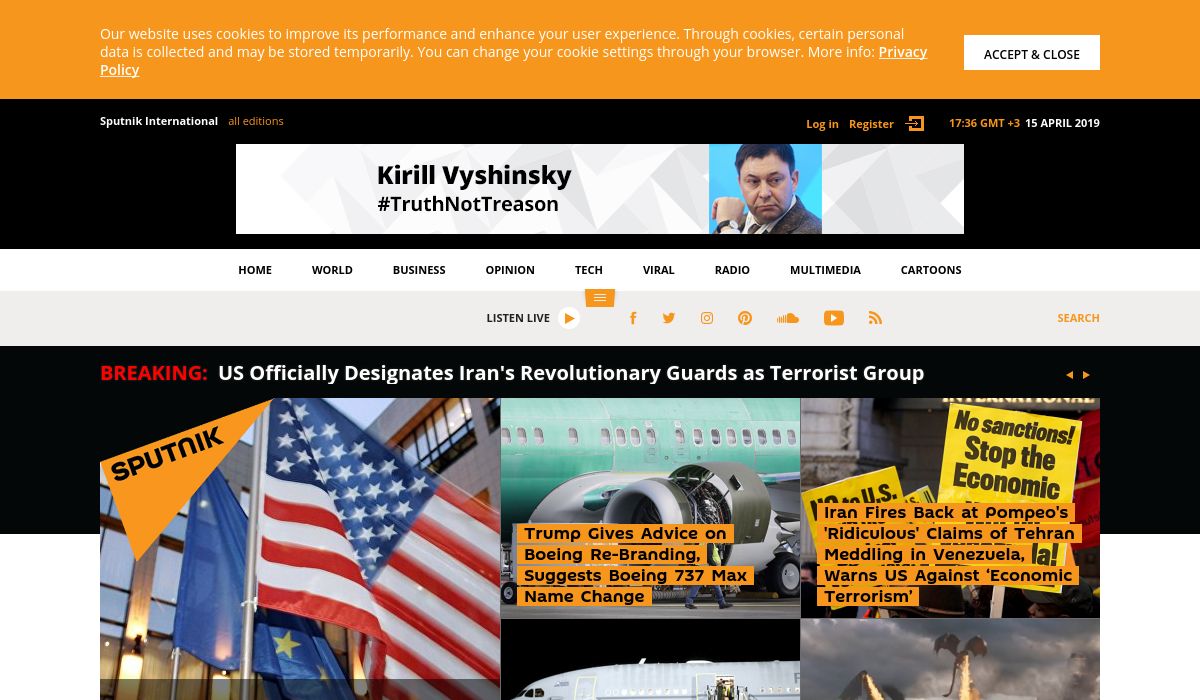 Our website uses cookies to improve its performance and enhance your user experience. Through cookies, certain personal
data is collected and may be stored temporarily. You can change your cookie settings through your browser. More info: Privacy
Policy
ACCEPT & CLOSE
Sputnik International all editions
Log in Register
17:36 GMT +3 15 APRIL 2019
Kirill Vyshinsky
#TruthNotTreason
HOME WORLD BUSINESS OPINION TECH VIRAL RADIO MULTIMEDIA CARTOONS
LISTEN LIVE
SEARCH
BREAKING: US Officially Designates Iran's Revolutionary Guards as Terrorist Group
SPUTNIK
Trump Gives Advice on
Boeing Re-Branding,
Suggests Boeing 737 Max
Name Change
INTERNATIONAL
No sanctions!
Stop the
Economic
Iran Fires Back at Pompeo's
'Ridiculous' Claims of Tehran
Meddling in Venezuela,
Warns US Against ‘Economic
Terrorism’